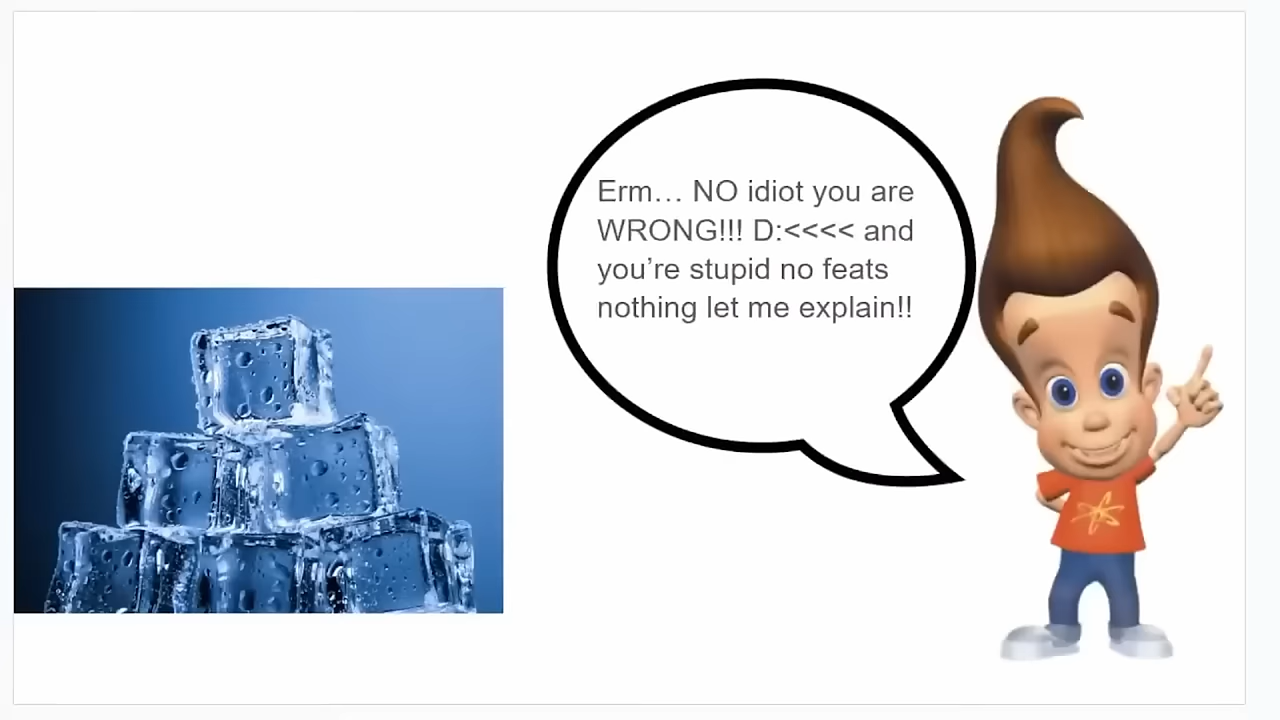 Erm… NO idiot you are
WRONG!!! D:<<<< and
you’re stupid no feats
nothing let me explain!!